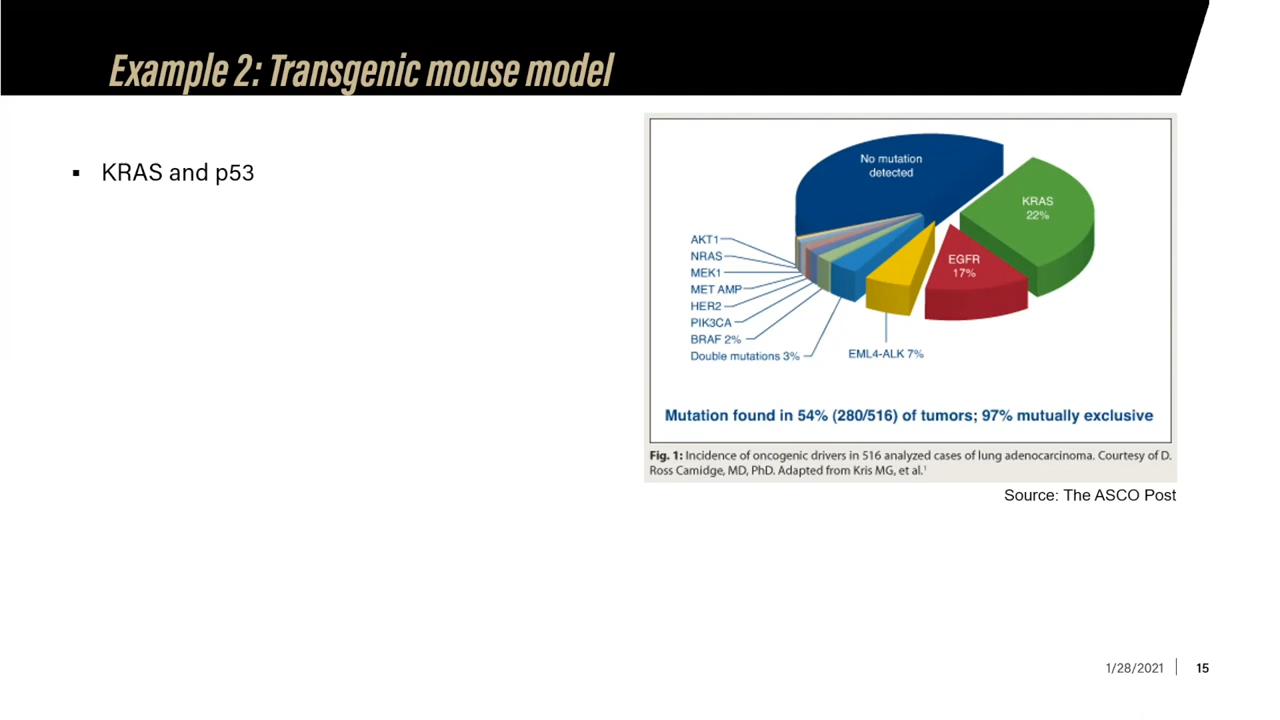 Example 2: Transgenic mouse model
▪ KRAS and p53
No mutation
detected
KRAS
22%
EGFR
17%
AKT1
NRAS
MEK1
MET AMP
HER2
PIK3CA
BRAF 2%
Double mutations 3%
EML4-ALK 7%
Mutation found in 54% (280/516) of tumors; 97% mutually exclusive
Fig. 1: Incidence of oncogenic drivers in 516 analyzed cases of lung adenocarcinoma. Courtesy of D.
Ross Camidge, MD, PhD. Adapted from Kris MG, et al.¹
Source: The ASCO Post
1/28/2021 15